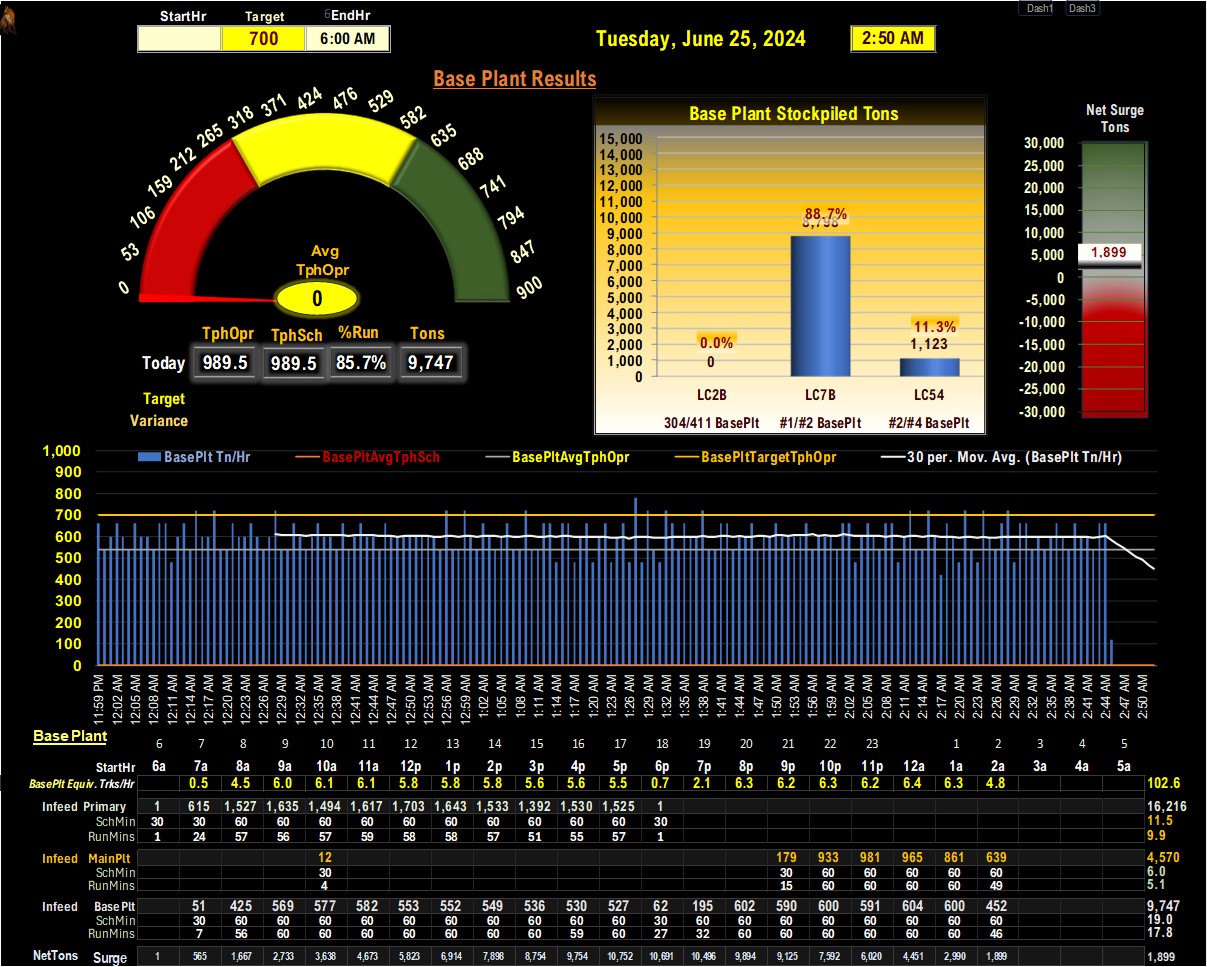 Dash1 Dash3
StartHr Target 6 EndHr
700 6:00 AM
Tuesday, June 25, 2024 2:50 AM
Base Plant Results
0 53 106 159 212 265 318 371 424 476 529 582 635 688 741 794 847 900
Avg
TphOpr
0
TphOpr TphSch %Run Tons
Today 989.5 989.5 85.7% 9,747
Target
Variance
Base Plant Stockpiled Tons
15,000
14,000
13,000
12,000
11,000
10,000
9,000
8,000
7,000
6,000
5,000
4,000
3,000
2,000
1,000
0
0.0% 88.7% 11.3%
0 8,798 1,123
LC2B LC7B LC54
304/411 BasePlt #1/#2 BasePlt #2/#4 BasePlt
Net Surge
Tons
30,000
25,000
20,000
15,000
10,000
5,000
0
-5,000
-10,000
-15,000
-20,000
-25,000
-30,000
1,899
BasePlt Tn/Hr BasePltAvgTphSch BasePltAvgTphOpr BasePltTargetTphOpr 30 per. Mov. Avg. (BasePlt Tn/Hr)
1,000
900
800
700
600
500
400
300
200
100
0
11:59 PM 12:02 AM 12:05 AM 12:08 AM 12:11 AM 12:14 AM 12:17 AM 12:20 AM 12:23 AM 12:26 AM 12:29 AM 12:32 AM 12:35 AM 12:38 AM 12:41 AM 12:44 AM 12:47 AM 12:50 AM 12:53 AM 12:56 AM 12:59 AM 1:02 AM 1:05 AM 1:08 AM 1:11 AM 1:14 AM 1:17 AM 1:20 AM 1:23 AM 1:26 AM 1:29 AM 1:32 AM 1:35 AM 1:38 AM 1:41 AM 1:44 AM 1:47 AM 1:50 AM 1:53 AM 1:56 AM 1:59 AM 2:02 AM 2:05 AM 2:08 AM 2:11 AM 2:14 AM 2:17 AM 2:20 AM 2:23 AM 2:26 AM 2:29 AM 2:32 AM 2:35 AM 2:38 AM 2:41 AM 2:44 AM 2:47 AM 2:50 AM
Base Plant
6 7 8 9 10 11 12 13 14 15 16 17 18 19 20 21 22 23 1 2 3 4 5
StartHr 6a 7a 8a 9a 10a 11a 12p 1p 2p 3p 4p 5p 6p 7p 8p 9p 10p 11p 12a 1a 2a 3a 4a 5a
BasePlt Equiv. Trks/Hr 0.5 4.5 6.0 6.1 6.1 5.8 5.8 5.8 5.6 5.6 5.5 0.7 2.1 6.3 6.2 6.3 6.2 6.4 6.3 4.8 102.6
Infeed Primary 1 615 1,527 1,635 1,494 1,617 1,703 1,643 1,533 1,392 1,530 1,525 1 16,216
SchMin 30 30 60 60 60 60 60 60 60 60 60 60 30 11.5
RunMins 1 24 57 56 57 59 58 58 57 51 55 57 1 9.9
Infeed MainPlt 12 179 933 981 965 861 639 4,570
SchMin 30 30 60 60 60 60 60 6.0
RunMins 4 15 60 60 60 60 49 5.1
Infeed BasePlt 51 425 569 577 582 553 552 549 536 530 527 62 195 602 590 600 591 604 600 452 9,747
SchMin 30 60 60 60 60 60 60 60 60 60 60 30 60 60 60 60 60 60 60 60 19.0
RunMins 7 56 60 60 60 60 60 60 60 59 60 27 32 60 60 60 60 60 60 46 17.8
NetTons Surge 1 565 1,667 2,733 3,638 4,673 5,823 6,914 7,898 8,754 9,754 10,752 10,691 10,496 9,894 9,125 7,592 6,020 4,451 2,990 1,899 1,899